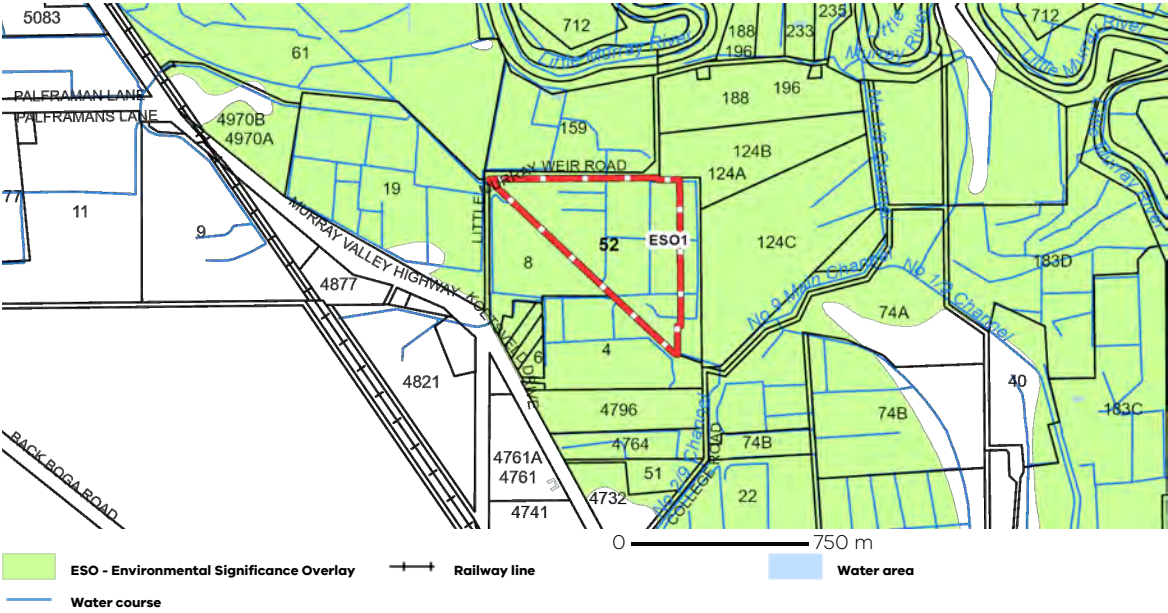 5083
712
235
712
61
188
233
Little
Murray River
Little Murray River
Little Murray River
196
PALFRAMAN LANE
PALFRAMANS LANE
4970B
4970A
188
196
159
124B
124A
LITTLE MURRAY WEIR ROAD
77
11
19
9
MURRAY VALLEY HIGHWAY
8
52
ESO1
124C
183D
4877
No 9 Main Channel
No 1/9 Channel
74A
KOETSVELD DRIVE
6
4
4821
40
4796
74B
183C
4764
74B
No 2/9 Channel
COLLEGE ROAD
BACK BOGA ROAD
4761A
4761
51
4732
22
4741
0 750 m
ESO - Environmental Significance Overlay
Railway line
Water area
Water course